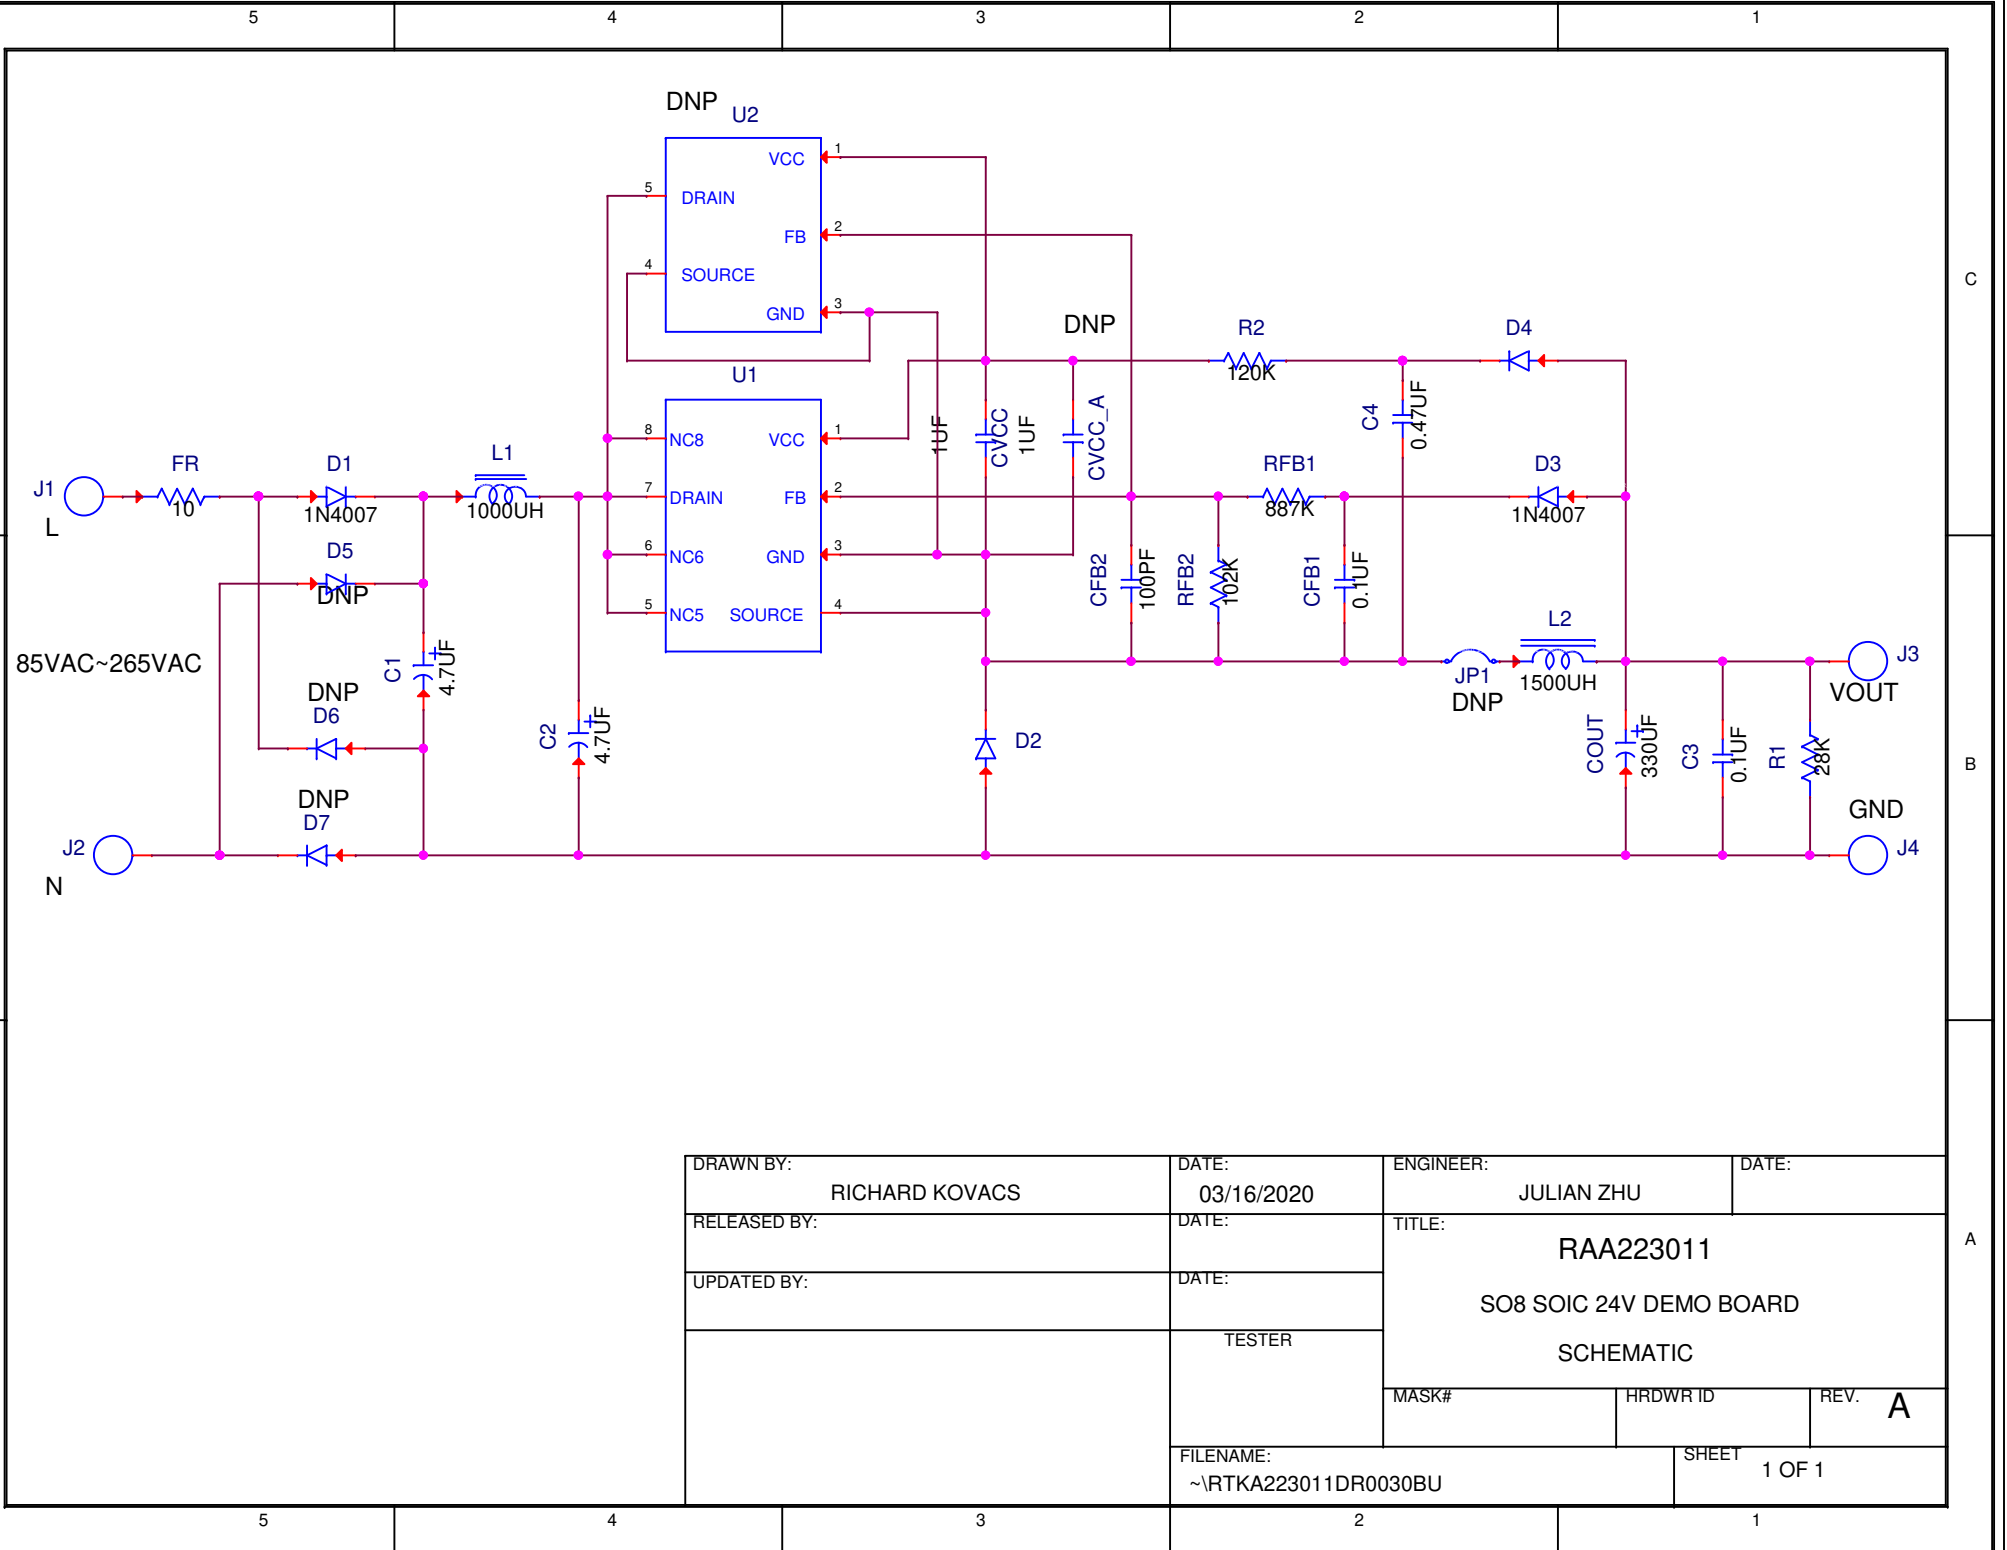 5 4 3 2 1
DNP
U2
VCC 1
5 DRAIN
FB 2
4 SOURCE
GND 3
C
DNP
R2
120K
D4
U1
8 NC8
VCC 1
7 DRAIN
FB 2
6 NC6
GND 3
5 NC5
SOURCE 4
1UF
CVCC
1UF
CVCC_A
C4
0.47UF
J1
L
FR
10
D1
1N4007
L1
1000UH
RFB1
887K
D3
1N4007
D5
DNP
CFB2
100PF
RFB2
102K
CFB1
0.1UF
85VAC~265VAC
C1
4.7UF
+
DNP
D6
C2
4.7UF
+
D2
JP1
DNP
L2
1500UH
J3
VOUT
COUT
330UF
+
C3
0.1UF
R1
28K
B
DNP
D7
J2
N
GND
J4
DRAWN BY:
RICHARD KOVACS
DATE:
03/16/2020
ENGINEER:
JULIAN ZHU
DATE:
RELEASED BY:
DATE:
TITLE:
RAA223011
A
UPDATED BY:
DATE:
SO8 SOIC 24V DEMO BOARD
TESTER
SCHEMATIC
MASK#
HRDWR ID
REV. A
FILENAME:
~\RTKA223011DR0030BU
SHEET
1 OF 1
5 4 3 2 1